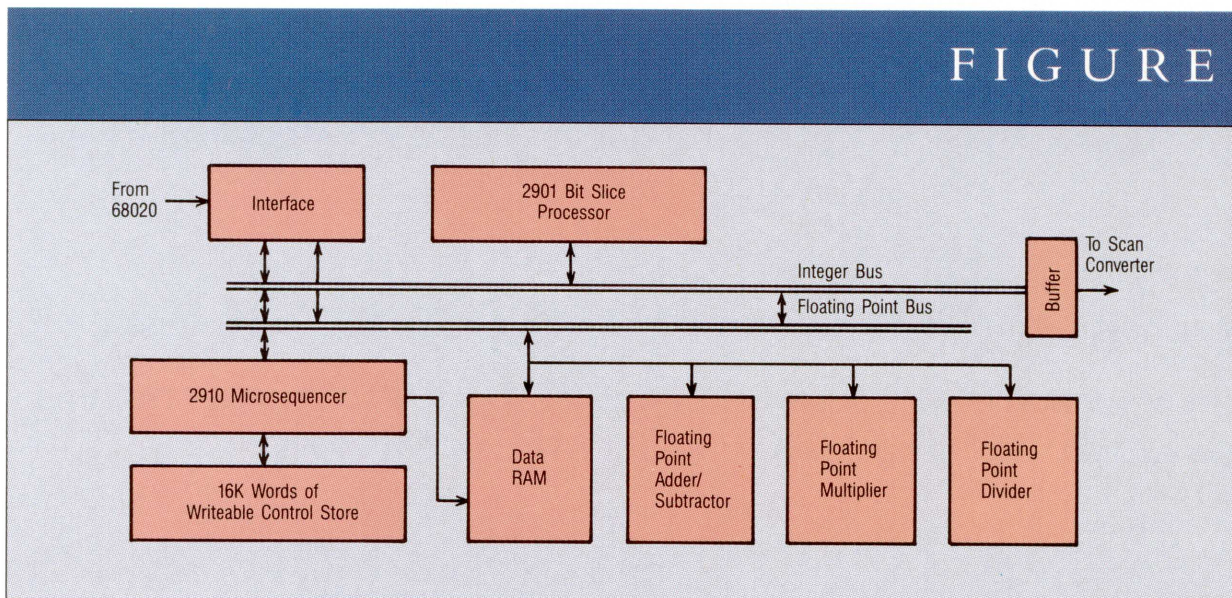 FIGURE
From
68020
Interface
2901 Bit Slice
Processor
Integer Bus
Floating Point Bus
Buffer
To Scan
Converter
2910 Microsequencer
16K Words of
Writeable Control Store
Data
RAM
Floating
Point
Adder/
Subtractor
Floating
Point
Multiplier
Floating
Point
Divider